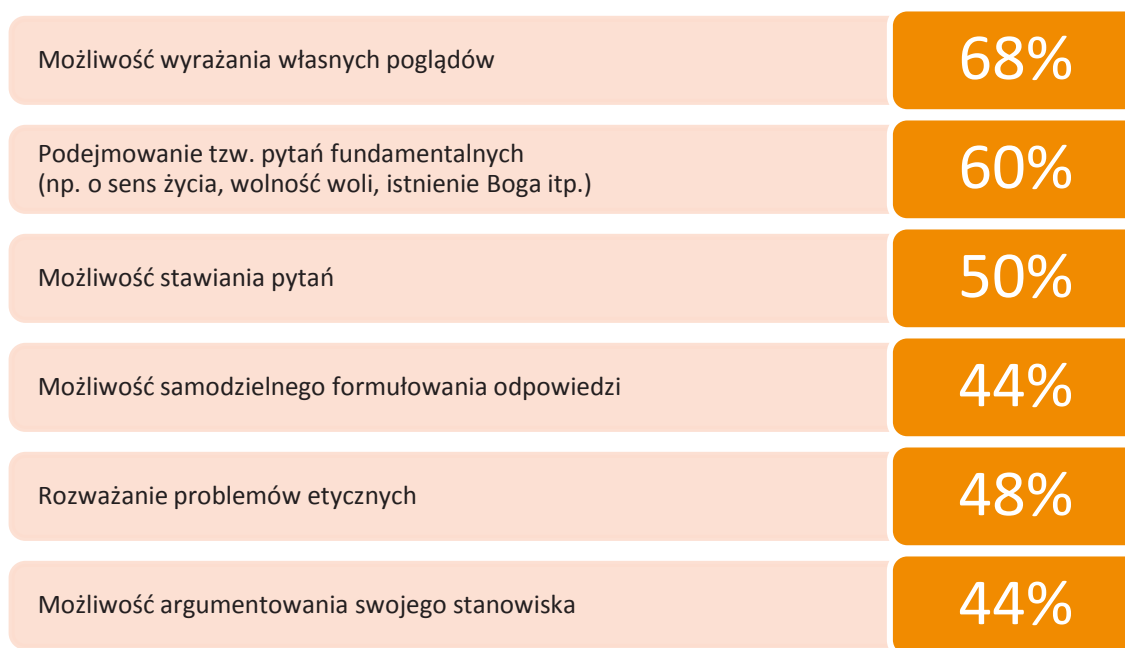 Możliwość wyrażania własnych poglądów
68%
Podejmowanie tzw. pytań fundamentalnych
(np. o sens życia, wolność woli, istnienie Boga itp.)
60%
Możliwość stawiania pytań
50%
Możliwość samodzielnego formułowania odpowiedzi
44%
Rozważanie problemów etycznych
48%
Możliwość argumentowania swojego stanowiska
44%